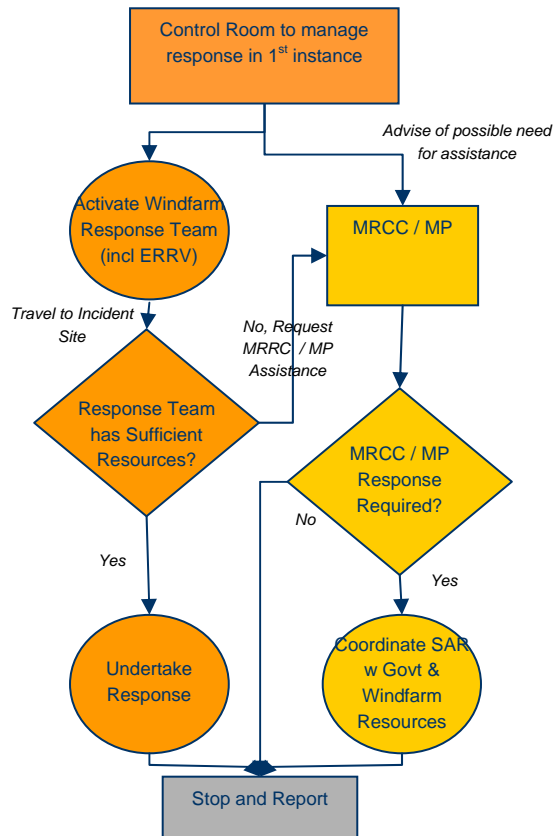 Control Room to manage
response in 1st instance
Advise of possible need
for assistance
Activate Windfarm
Response Team
(incl ERRV)
MRCC / MP
Travel to Incident
Site
No, Request
MRRC / MP
Assistance
Response Team
has Sufficient
Resources?
MRCC / MP
Response
Required?
No
Yes
Yes
Undertake
Response
Coordinate SAR
w Govt &
Windfarm
Resources
Stop and Report